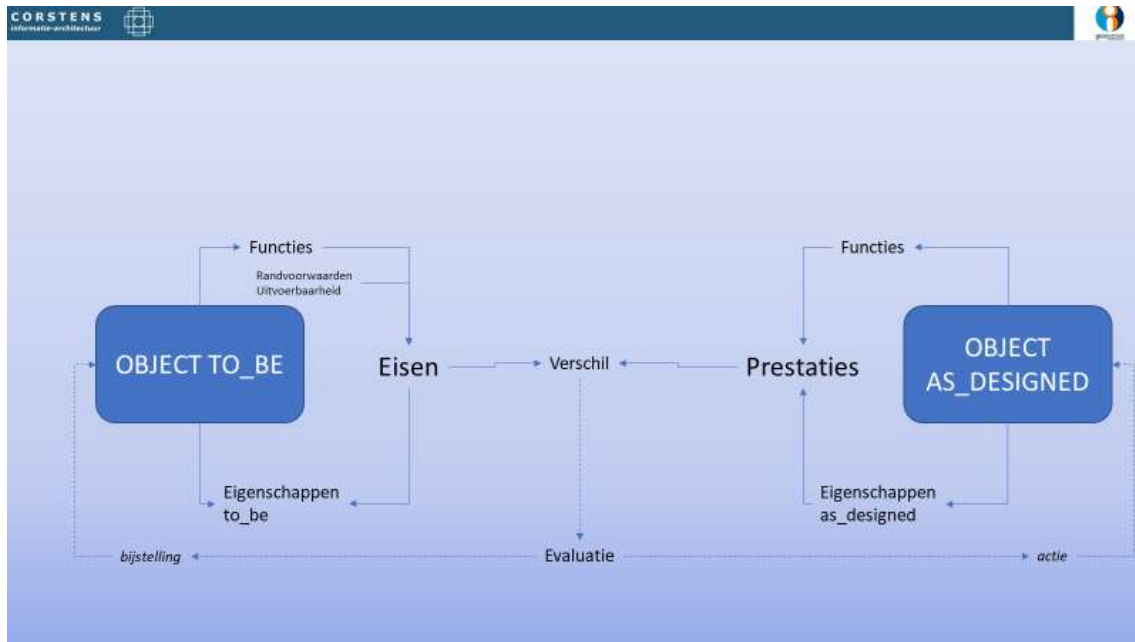 CORSTENS
informatie-architectuur
Functies
Randvoorwaarden
Uitvoerbaarheid
OBJECT TO_BE
Eisen
Verschil
Eigenschappen
to_be
Functies
Prestaties
OBJECT
AS_DESIGNED
Eigenschappen
as_designed
bijstelling
Evaluatie
actie